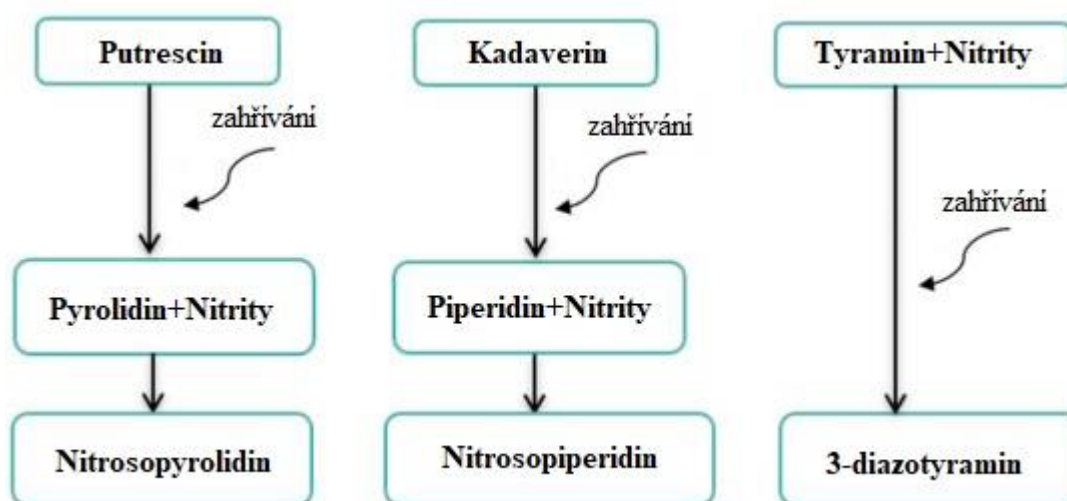 Putrescin
zahřívání
Pyrolidin+Nitrity
Nitrosopyrolidin
Kadaverin
zahřívání
Piperidin+Nitrity
Nitrosopiperidin
Tyramin+Nitrity
zahřívání
3-diazotyramin